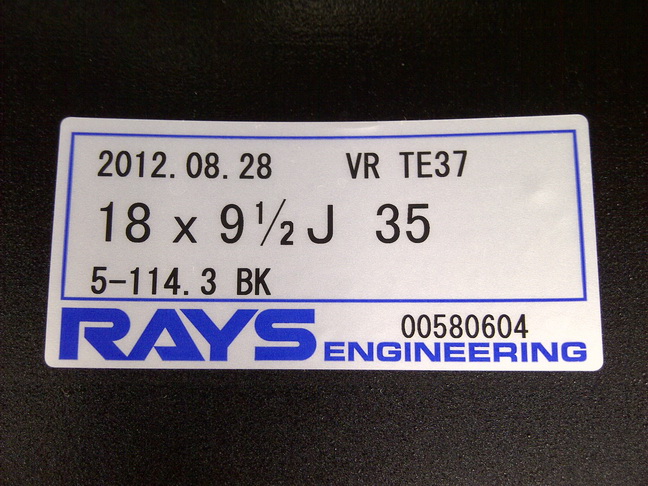 2012.08.28 VR TE37
18 x 9½J 35
5-114.3 BK
RAYS ENGINEERING 00580604